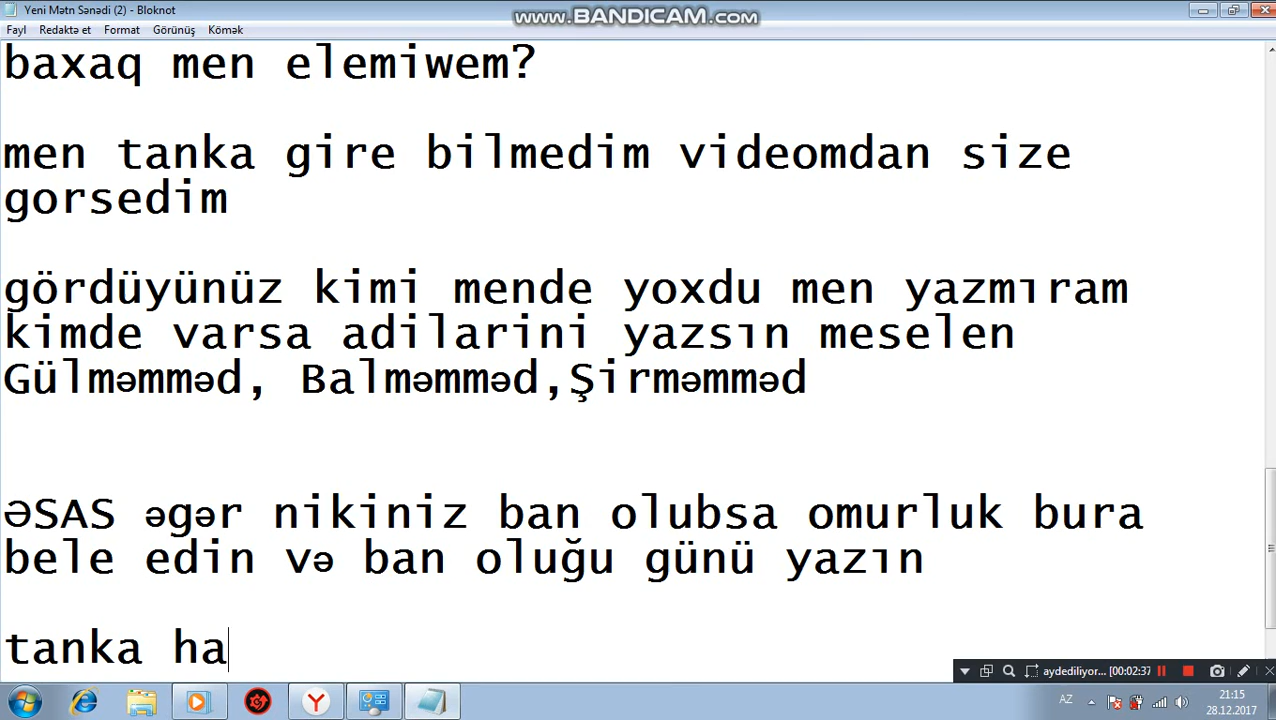 Yeni Mətn Sənədi (2) - Bloknot
www.BANDICAM.com
Fayl Redaktə et Format Görünüş Kömək
baxaq men elemiwem?
men tanka gire bilmedim videomdan size
gorsedim
gördüyünüz kimi mende yoxdu men yazmıram
kimde varsa adilarini yazsın meselen
Gülməmməd, Balməmməd,Şirməmməd
ƏSAS əgər nikiniz ban olubsa omurluk bura
bele edin və ban oluğu günü yazın
tanka ha
aydediliyor... [00:02:37]
AZ
21:15
28.12.2017